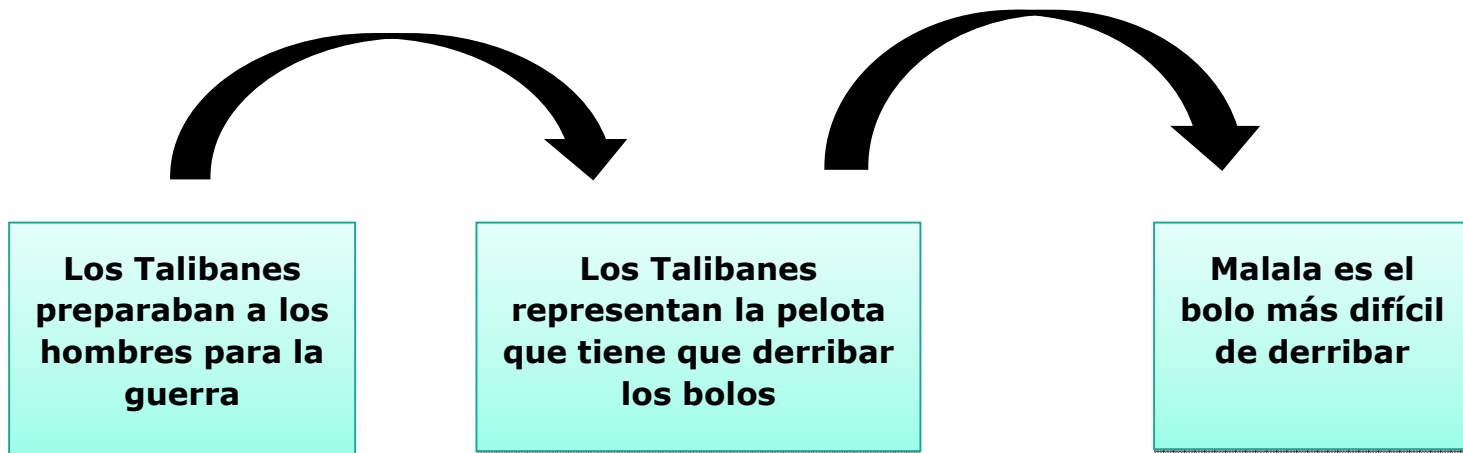 Los Talibanes
preparaban a los
hombres para la
guerra
Los Talibanes
representan la pelota
que tiene que derribar
los bolos
Malala es el
bolo más difícil
de derribar